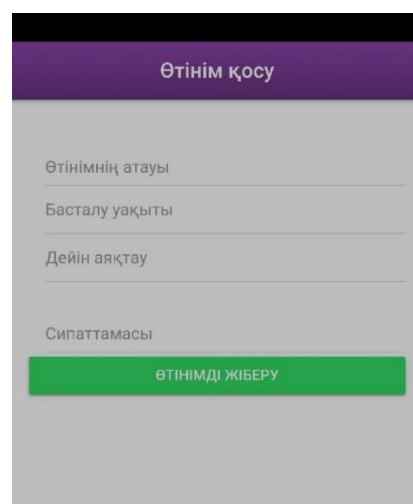 Өтінім қосу
Өтінімнің атауы
Басталу уақыты
Дейін аяқтау
Сипаттамасы
ӨТІНІМДІ ЖІБЕРУ